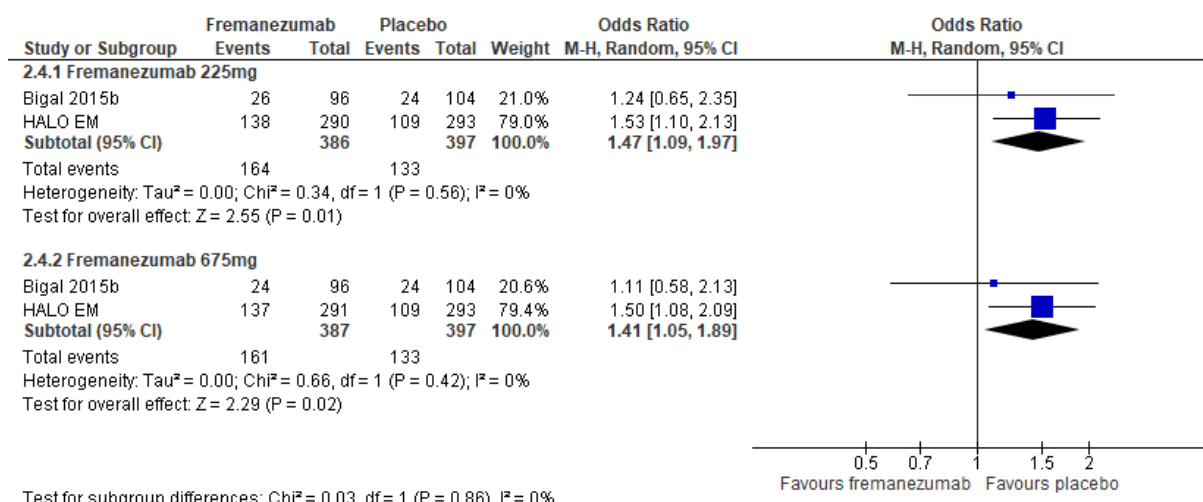 Fremanezumab Placebo Odds Ratio Odds Ratio
Study or Subgroup Events Total Events Total Weight M-H, Random, 95% CI M-H, Random, 95% CI
2.4.1 Fremanezumab 225mg
Bigal 2015b 26 96 24 104 21.0% 1.24 [0.65, 2.35]
HALO EM 138 290 109 293 79.0% 1.53 [1.10, 2.13]
Subtotal (95% CI) 386 397 100.0% 1.47 [1.09, 1.97]
Total events 164 133
Heterogeneity: Tau² = 0.00; Chi² = 0.34, df = 1 (P = 0.56); I² = 0%
Test for overall effect: Z = 2.55 (P = 0.01)
2.4.2 Fremanezumab 675mg
Bigal 2015b 24 96 24 104 20.6% 1.11 [0.58, 2.13]
HALO EM 137 291 109 293 79.4% 1.50 [1.08, 2.09]
Subtotal (95% CI) 387 397 100.0% 1.41 [1.05, 1.89]
Total events 161 133
Heterogeneity: Tau² = 0.00; Chi² = 0.66, df = 1 (P = 0.42); I² = 0%
Test for overall effect: Z = 2.29 (P = 0.02)
0.5 0.7 1 1.5 2
Favours fremanezumab Favours placebo
Test for subgroup differences: Chi² = 0.03, df = 1 (P = 0.86), I² = 0%